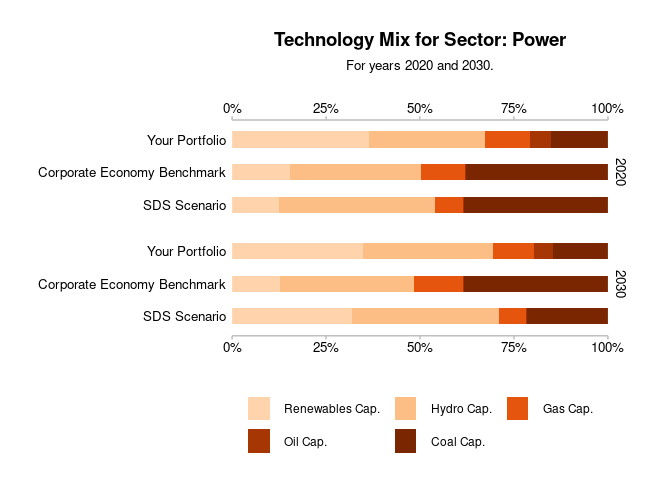 Technology Mix for Sector: Power
For years 2020 and 2030.
0% 25% 50% 75% 100%
Your Portfolio
Corporate Economy Benchmark
SDS Scenario
2020
Your Portfolio
Corporate Economy Benchmark
SDS Scenario
2030
0% 25% 50% 75% 100%
Renewables Cap. Hydro Cap. Gas Cap.
Oil Cap. Coal Cap.